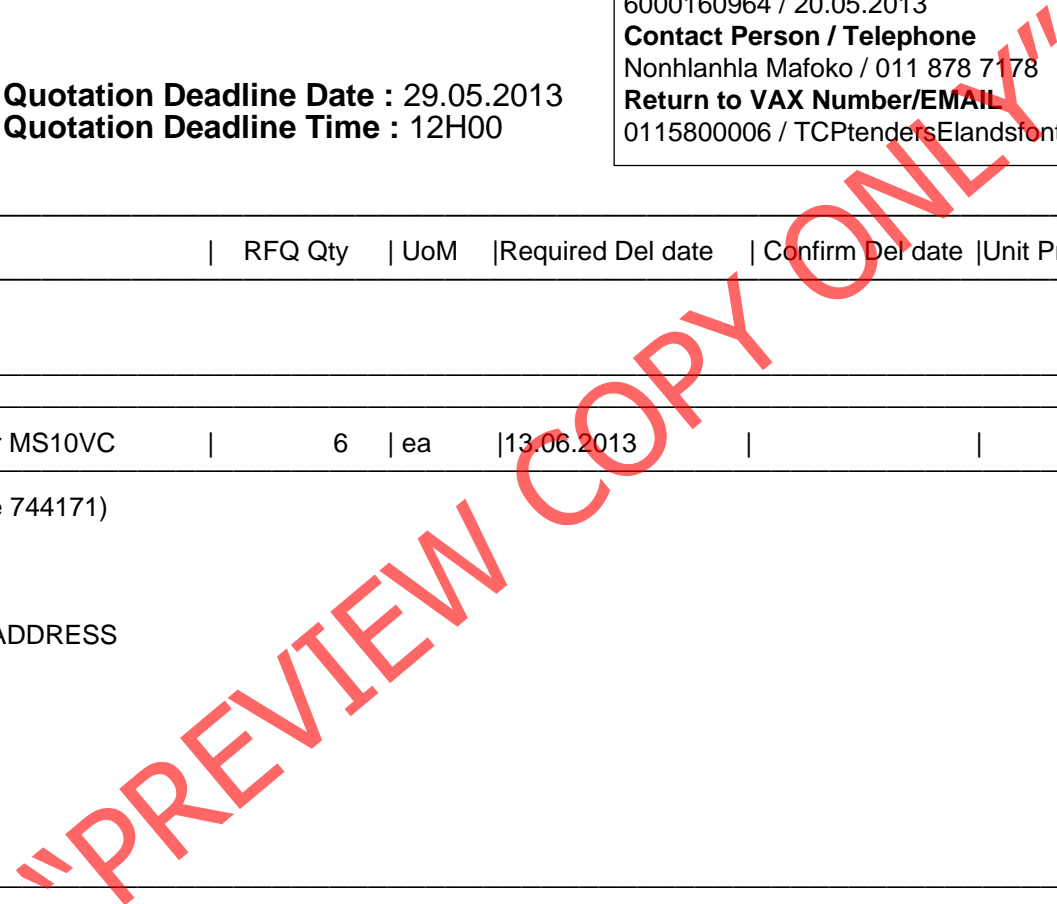 6000160964 / 20.05.2013
Contact Person / Telephone
Nonhlanhla Mafoko / 011 878 7178
Quotation Deadline Date : 29.05.2013
Return to VAX Number/EMAIL
Quotation Deadline Time : 12H00
0115800006 / TCPtendersElandsfont
| RFQ Qty | UoM |Required Del date | Confirm Del date |Unit Pr
MS10VC | 6 | ea |13.06.2013 | |
744171)
ADDRESS
"PREVIEW COPY ONLY"